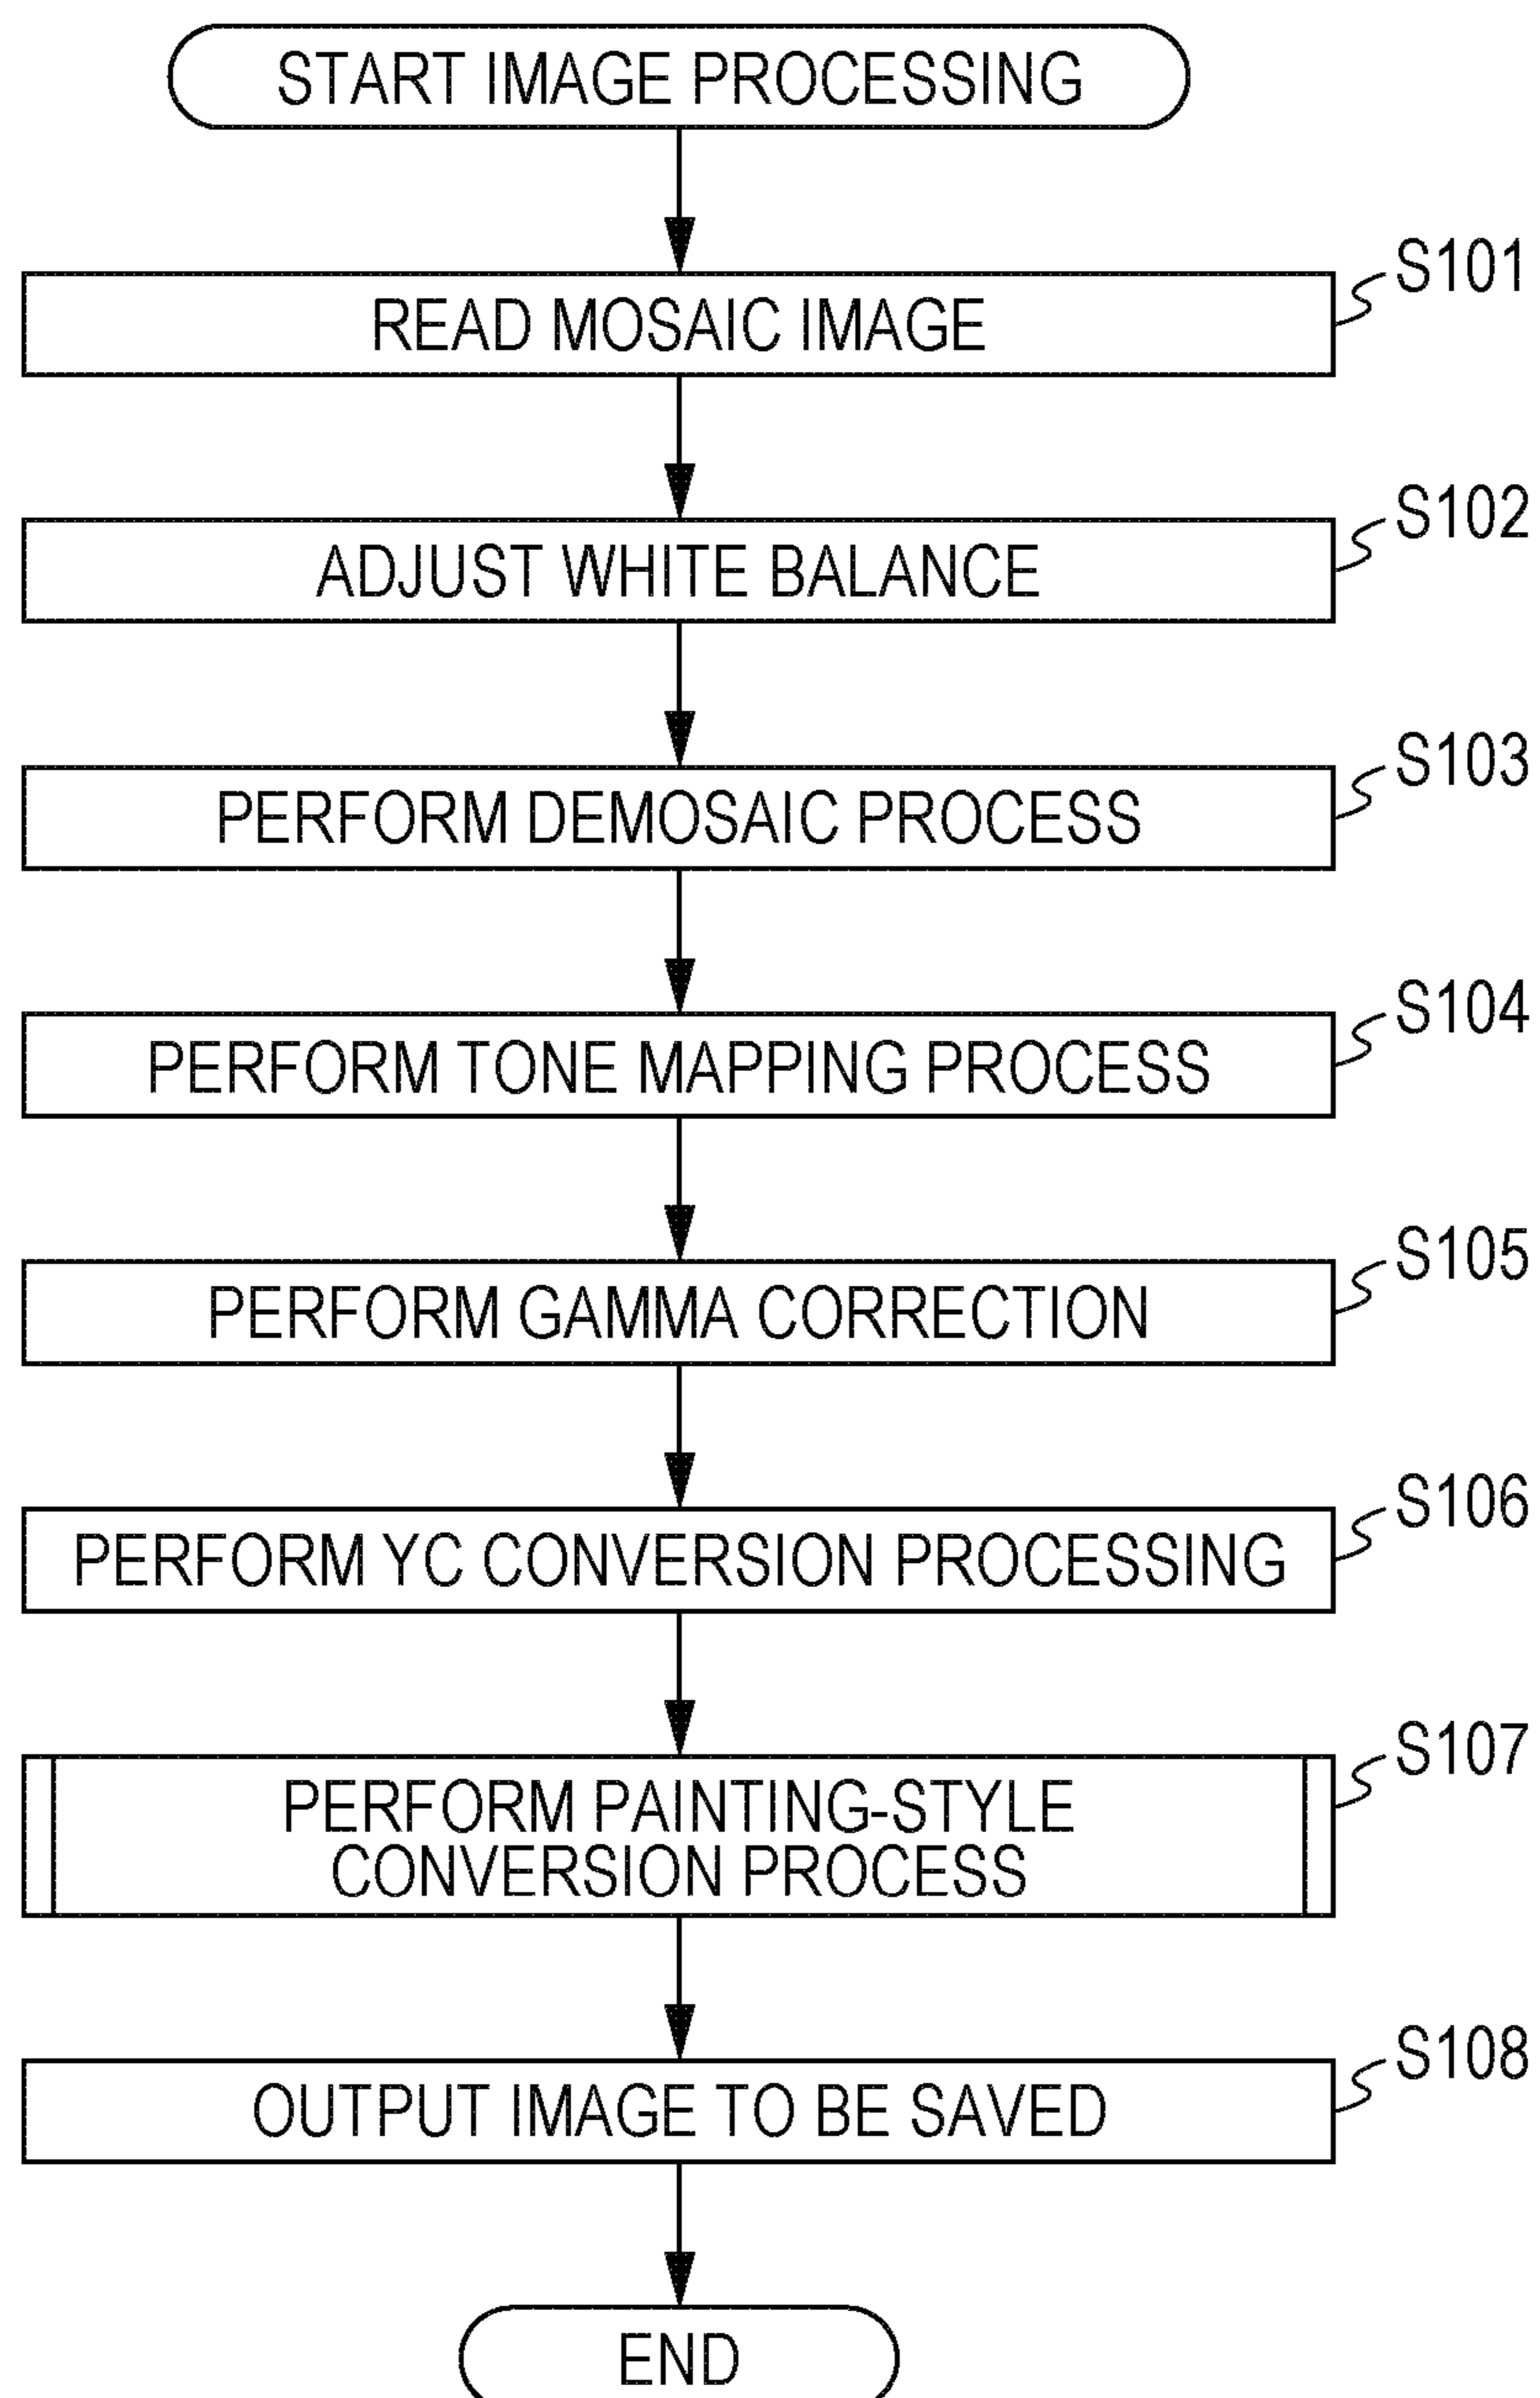 START IMAGE PROCESSING
S101
READ MOSAIC IMAGE
S102
ADJUST WHITE BALANCE
S103
PERFORM DEMOSAIC PROCESS
S104
PERFORM TONE MAPPING PROCESS
S105
PERFORM GAMMA CORRECTION
S106
PERFORM YC CONVERSION PROCESSING
S107
PERFORM PAINTING-STYLE
CONVERSION PROCESS
S108
OUTPUT IMAGE TO BE SAVED
END